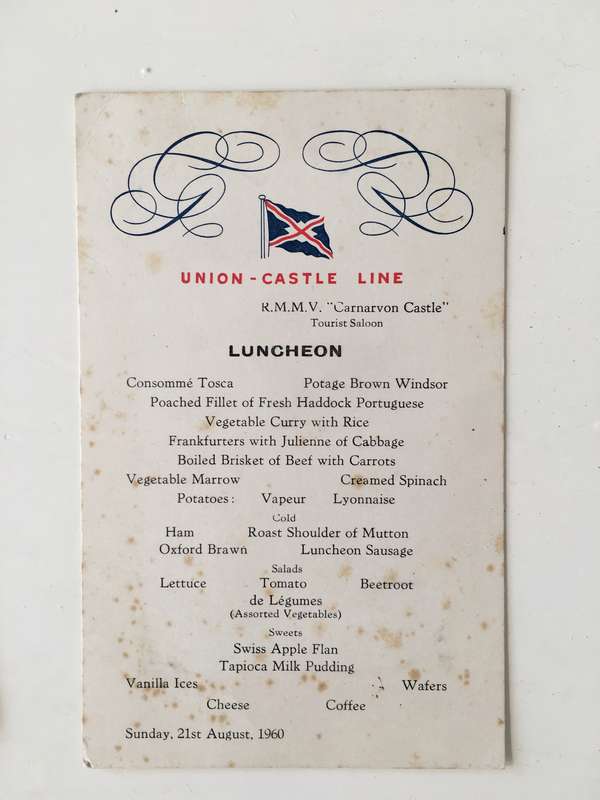 UNION-CASTLE LINE
R.M.M.V. "Carnarvon Castle"
Tourist Saloon
LUNCHEON
Consommé Tosca Potage Brown Windsor
Poached Fillet of Fresh Haddock Portuguese
Vegetable Curry with Rice
Frankfurters with Julienne of Cabbage
Boiled Brisket of Beef with Carrots
Vegetable Marrow Creamed Spinach
Potatoes: Vapeur Lyonnaise
Cold
Ham Roast Shoulder of Mutton
Oxford Brawn Luncheon Sausage
Salads
Lettuce Tomato Beetroot
de Légumes
(Assorted Vegetables)
Sweets
Swiss Apple Flan
Tapioca Milk Pudding
Vanilla Ices Wafers
Cheese Coffee
Sunday, 21st August, 1960